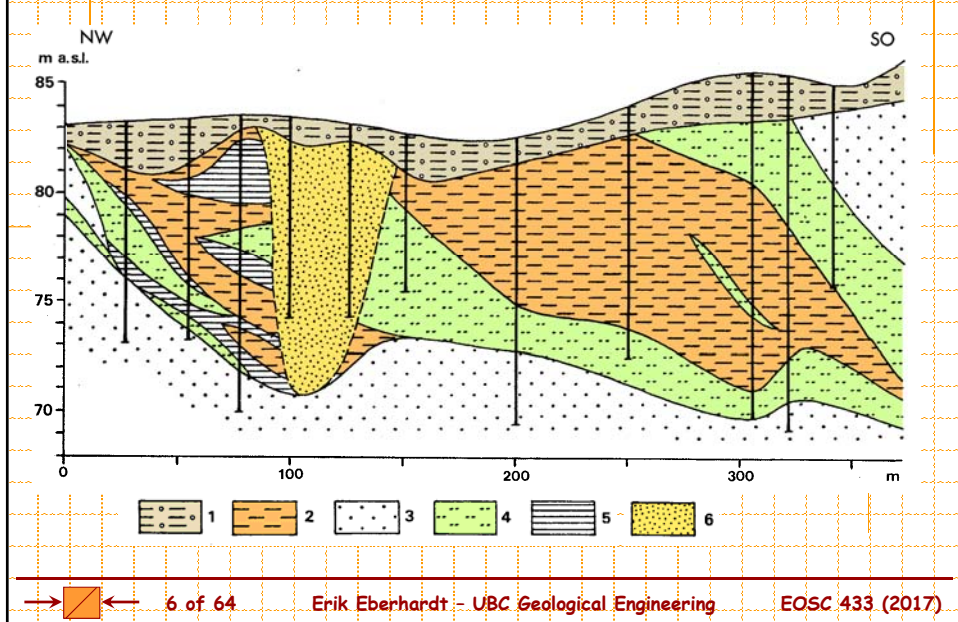 NW SO
m a.s.l.
85
80
75
70
0 100 200 300 m
1 2 3 4 5 6
6 of 64 Erik Eberhardt – UBC Geological Engineering EOSC 433 (2017)